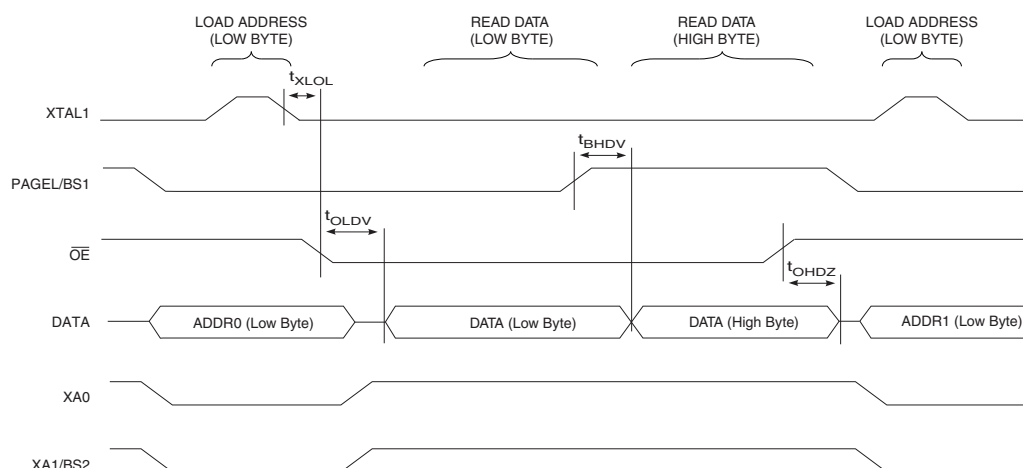 LOAD ADDRESS
(LOW BYTE)
READ DATA
(LOW BYTE)
READ DATA
(HIGH BYTE)
LOAD ADDRESS
(LOW BYTE)
tXLOL
XTAL1
tBHDV
PAGEL/BS1
tOLDV
OE
tOHDZ
DATA
ADDR0 (Low Byte)
DATA (Low Byte)
DATA (High Byte)
ADDR1 (Low Byte)
XA0
XA1/BS2